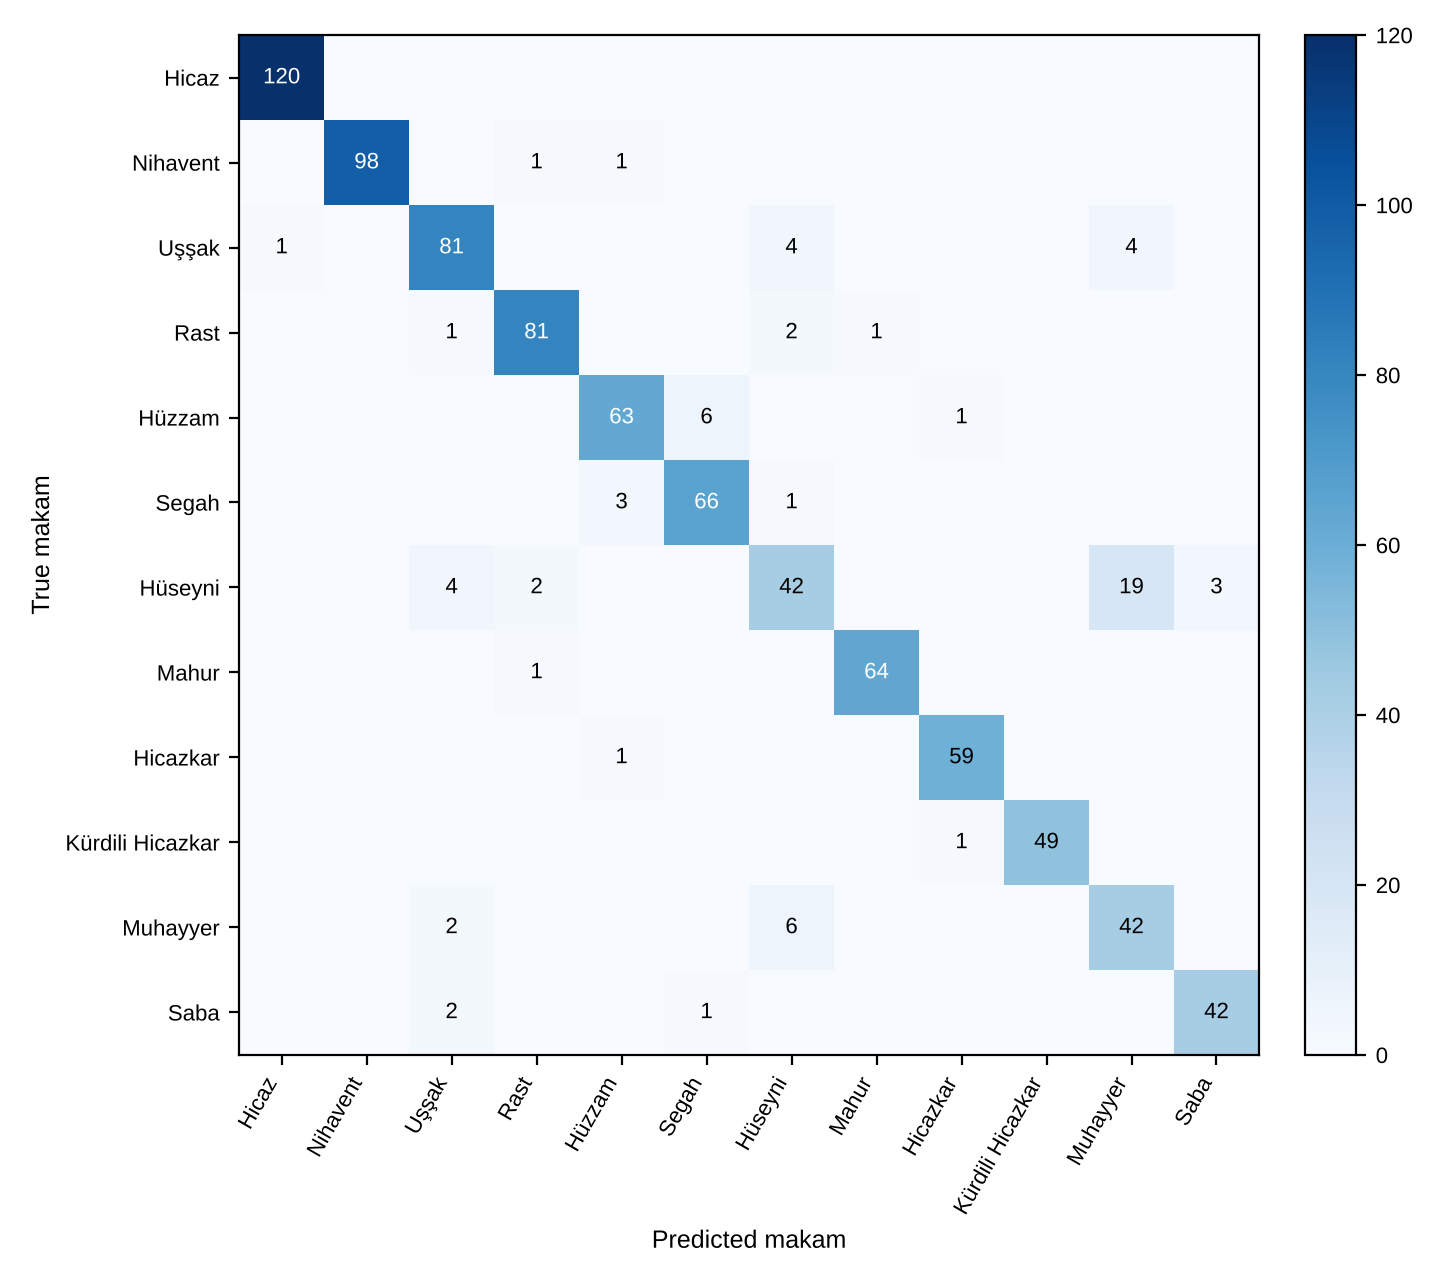 Hicaz 120
Nihavent 98 1 1
Uşşak 1 81 4 4
Rast 1 81 2 1
Hüzzam 63 6 1
Segah 3 66 1
Hüseyni 4 2 42 19 3
Mahur 1 64
Hicazkar 1 59
Kürdili Hicazkar 1 49
Muhayyer 2 6 42
Saba 2 1 42
True makam
Hicaz
Nihavent
Uşşak
Rast
Hüzzam
Segah
Hüseyni
Mahur
Hicazkar
Kürdili Hicazkar
Muhayyer
Saba
Predicted makam
120
100
80
60
40
20
0